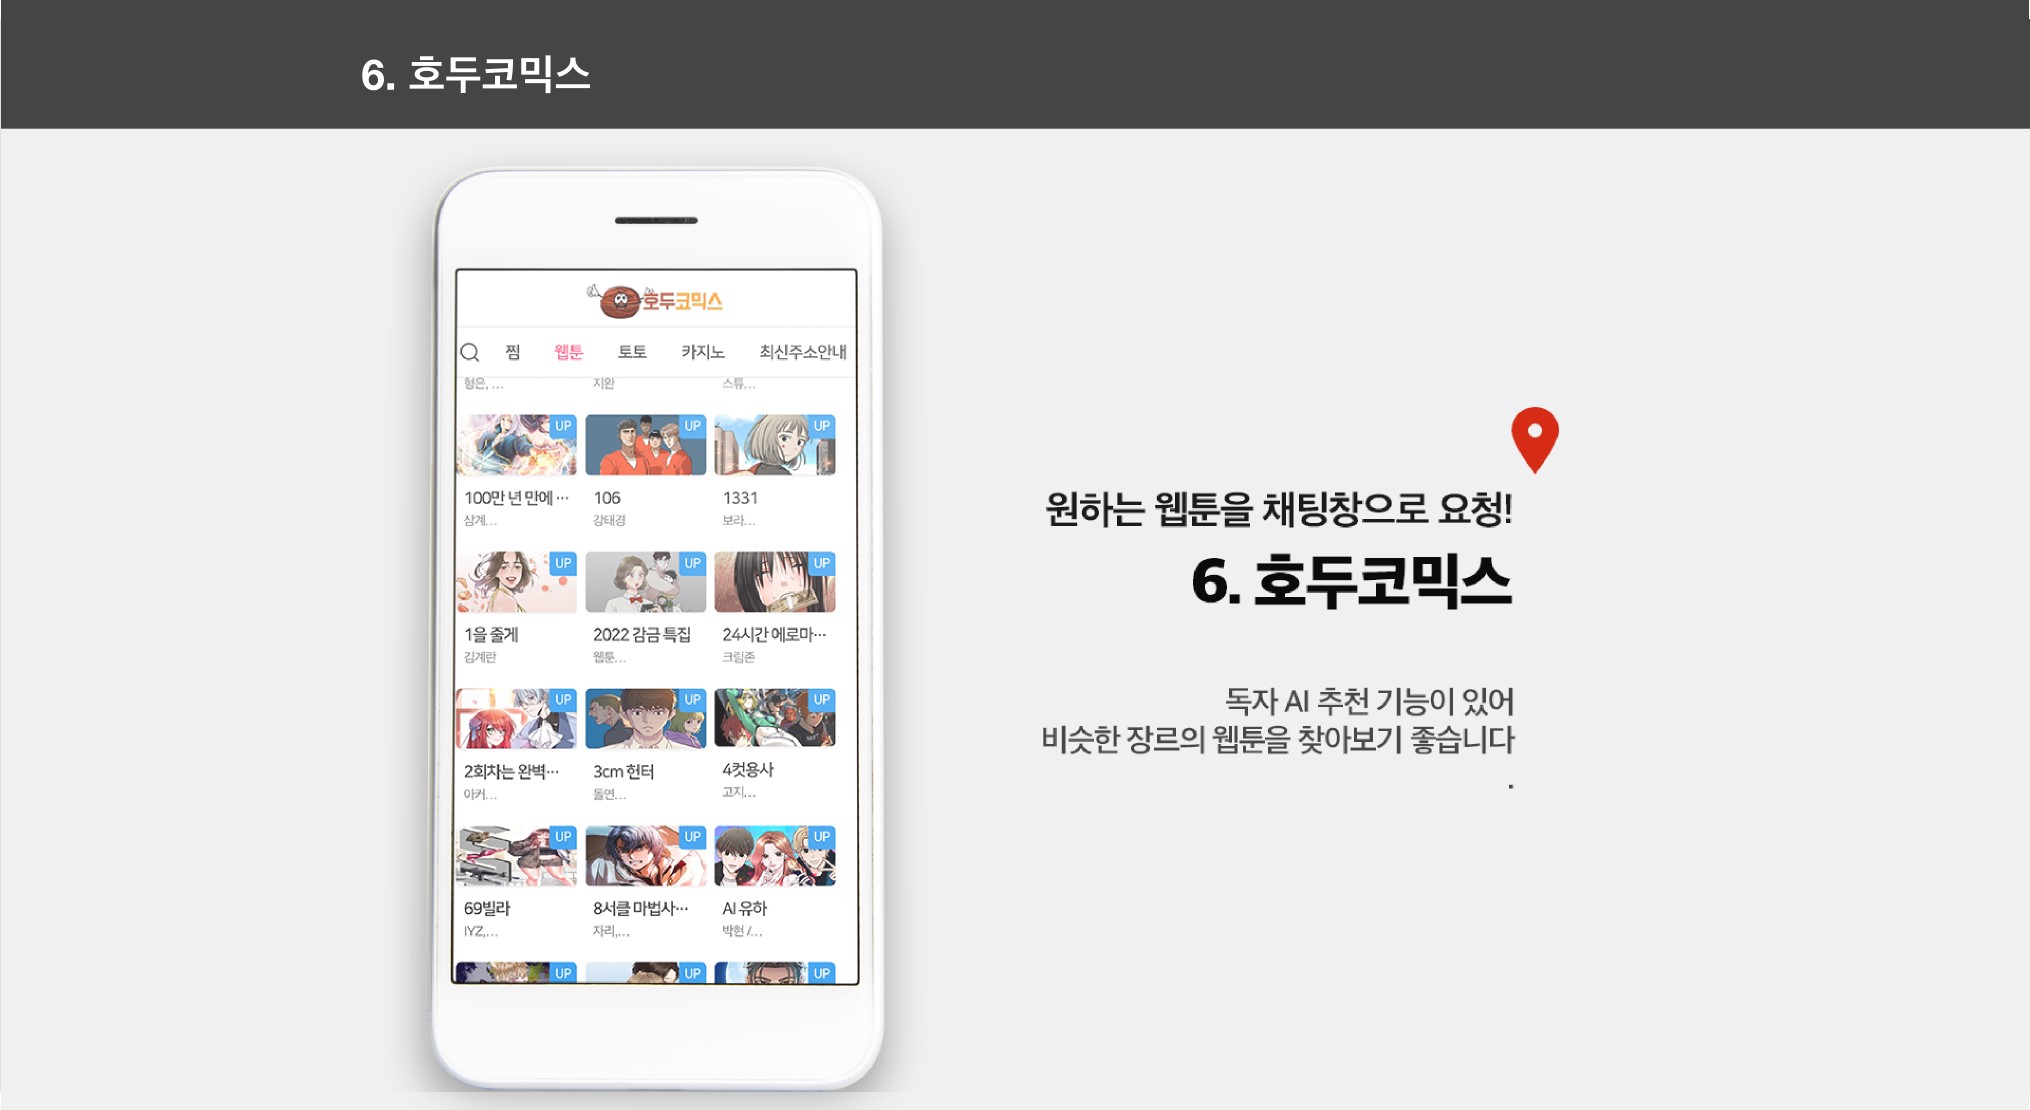 6. 호두코믹스
호두코믹스
찜 웹툰 토토 카지노 최신주소안내
형은, ... 지완 스튜...
UP UP UP
100만 년 만에 ··· 106 1331
삼계... 강태경 보라...
UP UP UP
1을 줄게 2022 감금 특집 24시간 에로마···
김계란 웹툰... 크림존
UP UP UP
2회차는 완벽··· 3cm 헌터 4컷용사
아커... 돌연... 고지...
UP UP UP
69빌라 8서클 마법사··· AI 유하
IYZ,... 자리,... 박현 /...
UP UP UP
원하는 웹툰을 채팅창으로 요청!
6. 호두코믹스
독자 AI 추천 기능이 있어
비슷한 장르의 웹툰을 찾아보기 좋습니다
.